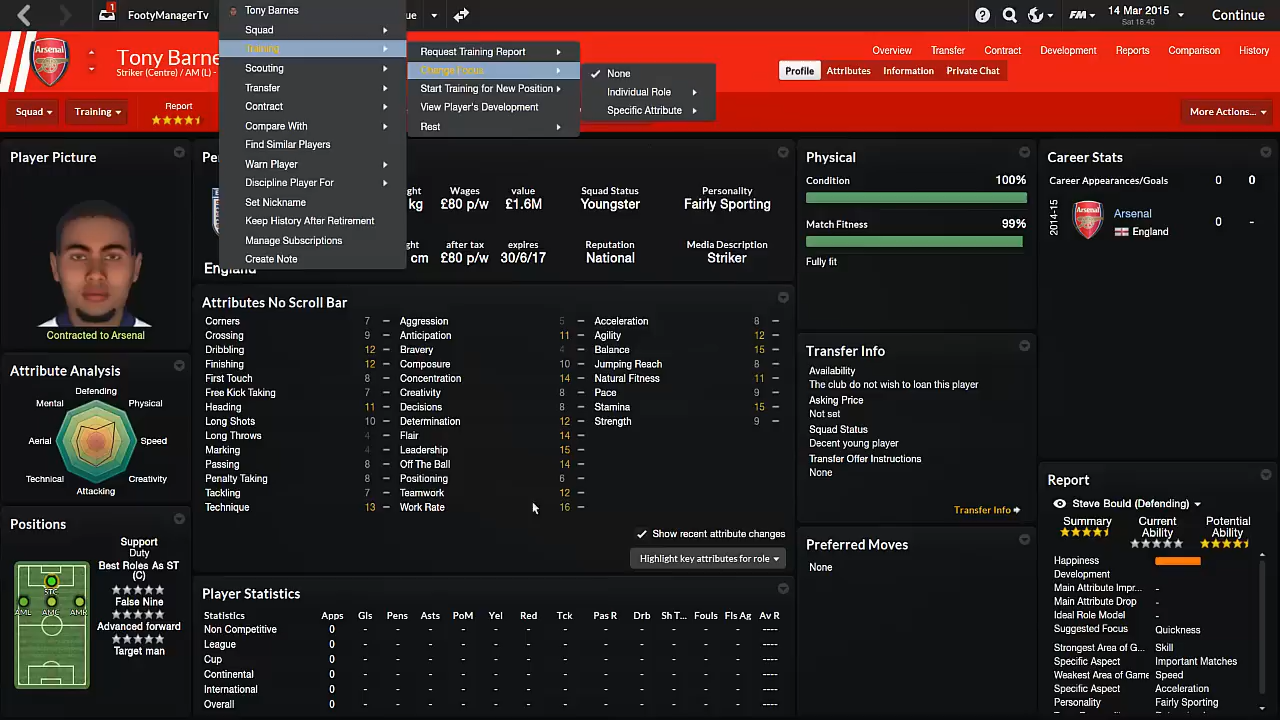 1
FootyManagerTv
ue
FM
14 Mar 2015
Sat 18:45
Continue
Arsenal
Tony Barnes
Striker (Centre) / AM (L) -
Overview
Transfer
Contract
Development
Reports
Comparison
History
Profile
Attributes
Information
Private Chat
Squad
Training
Report
More Actions...
Tony Barnes
Squad
Training
Scouting
Transfer
Contract
Compare With
Find Similar Players
Warn Player
Discipline Player For
Set Nickname
Keep History After Retirement
Manage Subscriptions
Create Note
Request Training Report
Change Focus
Start Training for New Position
View Player's Development
Rest
None
Individual Role
Specific Attribute
Player Picture
Contracted to Arsenal
Pe
England
ght
kg
Wages
£80 p/w
value
£1.6M
Squad Status
Youngster
Personality
Fairly Sporting
ght
cm
after tax
£80 p/w
expires
30/6/17
Reputation
National
Media Description
Striker
Attributes No Scroll Bar
Corners 7 - Aggression 5 - Acceleration 8 -
Crossing 9 - Anticipation 11 - Agility 12 -
Dribbling 12 - Bravery 4 - Balance 15 -
Finishing 12 - Composure 10 - Jumping Reach 8 -
First Touch 8 - Concentration 14 - Natural Fitness 11 -
Free Kick Taking 7 - Creativity 8 - Pace 9 -
Heading 11 - Decisions 8 - Stamina 15 -
Long Shots 10 - Determination 12 - Strength 9 -
Long Throws 4 - Flair 14 -
Marking 4 - Leadership 15 -
Passing 8 - Off The Ball 14 -
Penalty Taking 8 - Positioning 6 -
Tackling 7 - Teamwork 12 -
Technique 13 - Work Rate 16 -
Show recent attribute changes
Highlight key attributes for role
Physical
Condition 100%
Match Fitness 99%
Fully fit
Career Stats
Career Appearances/Goals 0 0
2014-15
Arsenal 0 -
England
Attribute Analysis
Defending
Mental Physical
Aerial Speed
Technical Creativity
Attacking
Transfer Info
Availability
The club do not wish to loan this player
Asking Price
Not set
Squad Status
Decent young player
Transfer Offer Instructions
None
Transfer Info
Positions
STC
AML AMC AMR
Support
Duty
Best Roles As ST
(C)
False Nine
Advanced forward
Target man
Player Statistics
Statistics Apps Gls Pens Asts PoM Yel Red Tck Pas R Drb Sh T... Fouls Fls Ag Av R
Non Competitive 0 - - - - - - - - - - - - ----
League 0 - - - - - - - - - - - - ----
Cup 0 - - - - - - - - - - - - ----
Continental 0 - - - - - - - - - - - - ----
International 0 - - - - - - - - - - - - ----
Overall 0 - - - - - - - - - - - - ----
Preferred Moves
None
Report
Steve Bould (Defending)
Summary
Current
Ability
Potential
Ability
Happiness
Development
Main Attribute Impr... -
Main Attribute Drop -
Ideal Role Model -
Suggested Focus Quickness
Strongest Area of G... Skill
Specific Aspect Important Matches
Weakest Area of Game Speed
Specific Aspect Acceleration
Personality Fairly Sporting